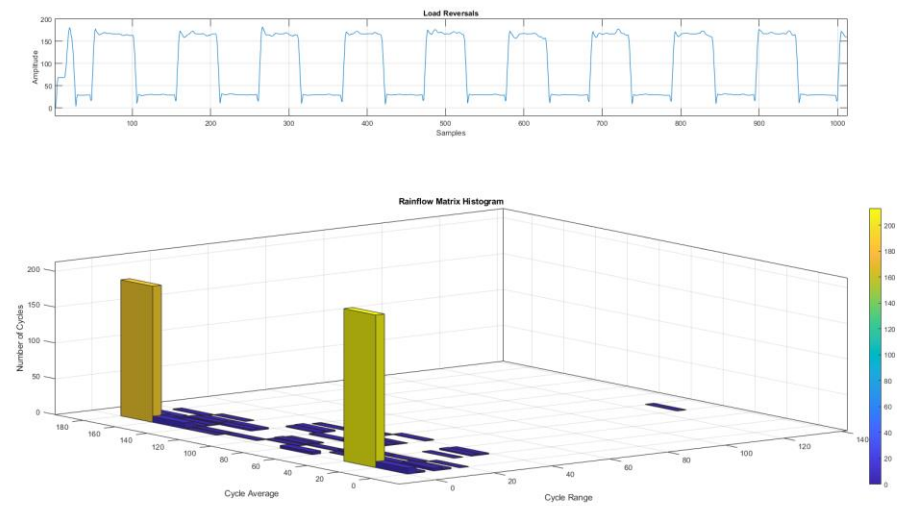 Load Reversals
200
150
100
50
0
Amplitude
100 200 300 400 500 600 700 800 900 1000
Samples
Rainflow Matrix Histogram
200
150
100
50
0
Number of Cycles
180 160 140 120 100 80 60 40 20 0
Cycle Average
0 20 40 60 80 100 120 140
Cycle Range
200
180
160
140
120
100
80
60
40
20
0